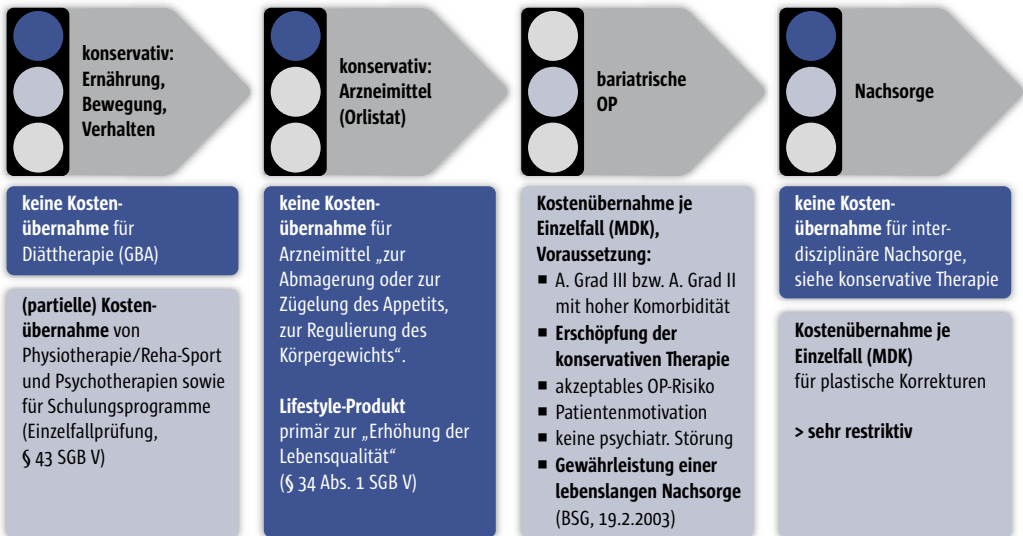 konservativ:
Ernährung,
Bewegung,
Verhalten
konservativ:
Arzneimittel
(Orlistat)
bariatrische
OP
Nachsorge
keine Kosten-
übernahme für
Diättherapie (GBA)
(partielle) Kosten-
übernahme von
Physiotherapie/Reha-Sport
und Psychotherapien sowie
für Schulungsprogramme
(Einzelfallprüfung,
§ 43 SGB V)
keine Kosten-
übernahme für
Arzneimittel „zur
Abmagerung oder zur
Zügelung des Appetits,
zur Regulierung des
Körpergewichts“.
Lifestyle-Produkt
primär zur „Erhöhung der
Lebensqualität“
(§ 34 Abs. 1 SGB V)
Kostenübernahme je
Einzelfall (MDK),
Voraussetzung:
▪ A. Grad III bzw. A. Grad II
mit hoher Komorbidität
▪ Erschöpfung der
konservativen Therapie
▪ akzeptables OP-Risiko
▪ Patientenmotivation
▪ keine psychiatr. Störung
▪ Gewährleistung einer
lebenslangen Nachsorge
(BSG, 19.2.2003)
keine Kosten-
übernahme für inter-
disziplinäre Nachsorge,
siehe konservative Therapie
Kostenübernahme je
Einzelfall (MDK)
für plastische Korrekturen
> sehr restriktiv